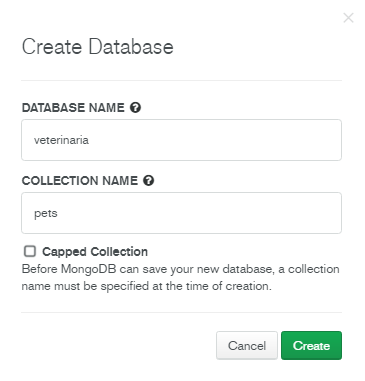 Create Database
DATABASE NAME
veterinaria
COLLECTION NAME
pets
Capped Collection
Before MongoDB can save your new database, a collection
name must be specified at the time of creation.
Cancel
Create